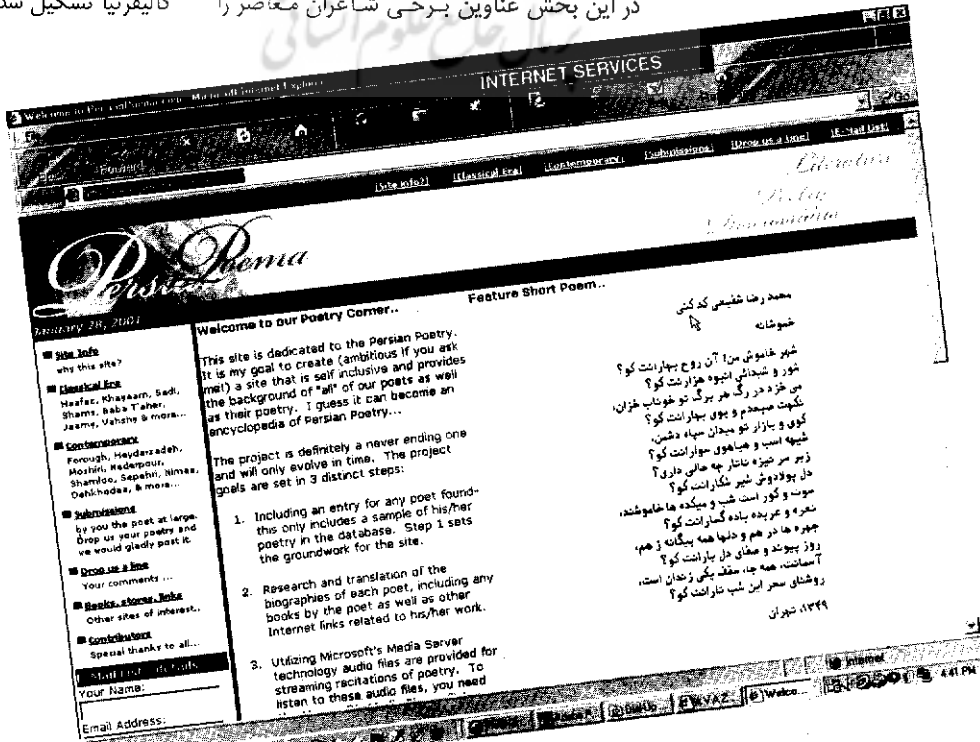 در این بخش عناوین برخی شاعران معاصر را
کالیفرنیا تشکیل شد
INTERNET SERVICES
[Site Info?] [Classical Era] [Contemporary] [Submissions] [Drop us a line] [E-Mail List]
Literature
Poetry
Persian Poema
January 28, 2001
Site Info
why this site?
Classical Era
Haafez, Khayaam, Sadi,
Shams, Baba Taher,
Jaame, Vahshe & more...
Contemporary
Forough, Heydarzadeh,
Moshiri, Naderpour,
Shamloo, Sepehri, Nimaa,
Dehkhodaa, & more...
Submissions
by you the poet at large.
Drop us your poetry and
we would gladly post it.
Drop us a line
Your comments ...
Books, stores, links
Other sites of interest..
Contributors
Special thanks to all...
Your Name:
Email Address:
Welcome to our Poetry Corner..
This site is dedicated to the Persian Poetry.
It is my goal to create (ambitious if you ask
me!) a site that is self inclusive and provides
the background of "all" of our poets as well
as their poetry. I guess it can become an
encyclopedia of Persian Poetry...
The project is definitely a never ending one
and will only evolve in time. The project
goals are set in 3 distinct steps:
1. Including an entry for any poet found-
this only includes a sample of his/her
poetry in the database. Step 1 sets
the groundwork for the site.
2. Research and translation of the
biographies of each poet, including any
books by the poet as well as other
Internet links related to his/her work.
3. Utilizing Microsoft's Media Server
technology audio files are provided for
streaming recitations of poetry. To
listen to these audio files, you need
Feature Short Poem..
محمد رضا شفیعی کدکنی
خموشانه
شهر خاموش من! آن روح بهارانت کو؟
شور و شیدائی انبوه هزارنت کو؟
می خزد در رگ هر برگ تو خوناب خزان،
نکهت صبحدم و بوی بهارانت کو؟
کوی و بازار تو میدان سپاه دشمن،
شیهه اسب و هیاهوی سوارانت کو؟
زیر سر نیزه تاتار چه حالی داری؟
دل پولادوش شیر شکارانت کو؟
سوت و کور است شب و میکده ها خاموشند،
نعره و عربده باده گسارانت کو؟
چهره ها در هم و دلها همه بیگانه ز هم،
روز پیوند و صفای دل یارانت کو؟
آسمانت، همه جا، سقف یکی زندان است،
روشنای سحر این شب تارانت کو؟
۱۳۴۹، تهران
Internet
4:41 PM